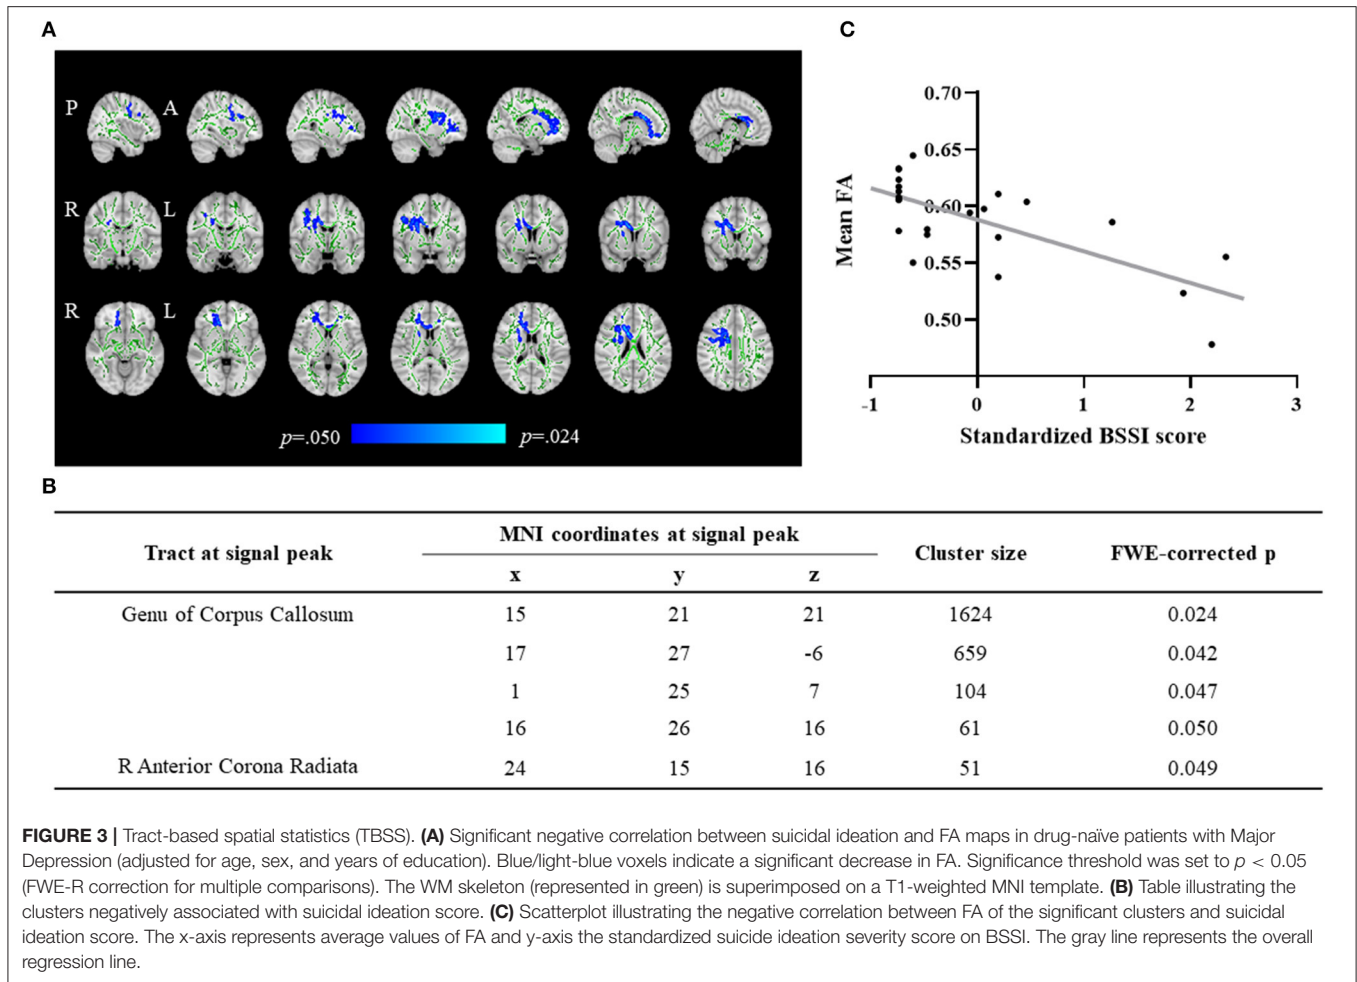 A
P
A
R
L
R
L
p=.050
p=.024
C
0.70
0.65
0.60
0.55
0.50
Mean FA
-1 0 1 2 3
Standardized BSSI score
B
Tract at signal peak MNI coordinates at signal peak Cluster size FWE-corrected p
x y z
Genu of Corpus Callosum 15 21 21 1624 0.024
17 27 -6 659 0.042
1 25 7 104 0.047
16 26 16 61 0.050
R Anterior Corona Radiata 24 15 16 51 0.049
FIGURE 3 | Tract-based spatial statistics (TBSS). (A) Significant negative correlation between suicidal ideation and FA maps in drug-naïve patients with Major
Depression (adjusted for age, sex, and years of education). Blue/light-blue voxels indicate a significant decrease in FA. Significance threshold was set to p < 0.05
(FWE-R correction for multiple comparisons). The WM skeleton (represented in green) is superimposed on a T1-weighted MNI template. (B) Table illustrating the
clusters negatively associated with suicidal ideation score. (C) Scatterplot illustrating the negative correlation between FA of the significant clusters and suicidal
ideation score. The x-axis represents average values of FA and y-axis the standardized suicide ideation severity score on BSSI. The gray line represents the overall
regression line.